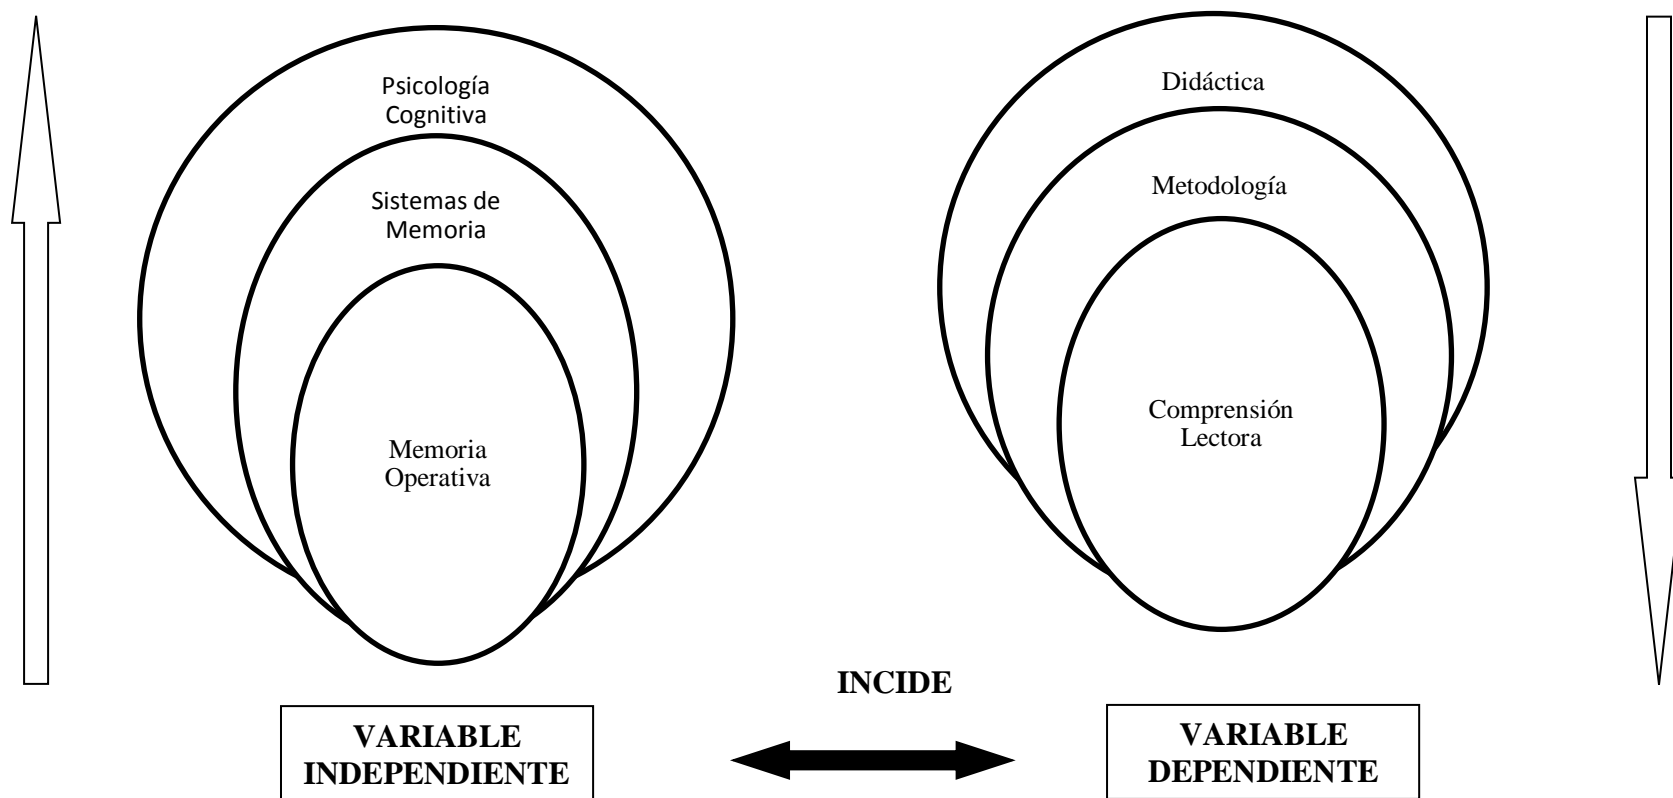 Psicología
Cognitiva
Sistemas de
Memoria
Memoria
Operativa
Didáctica
Metodología
Comprensión
Lectora
INCIDE
VARIABLE
INDEPENDIENTE
VARIABLE
DEPENDIENTE